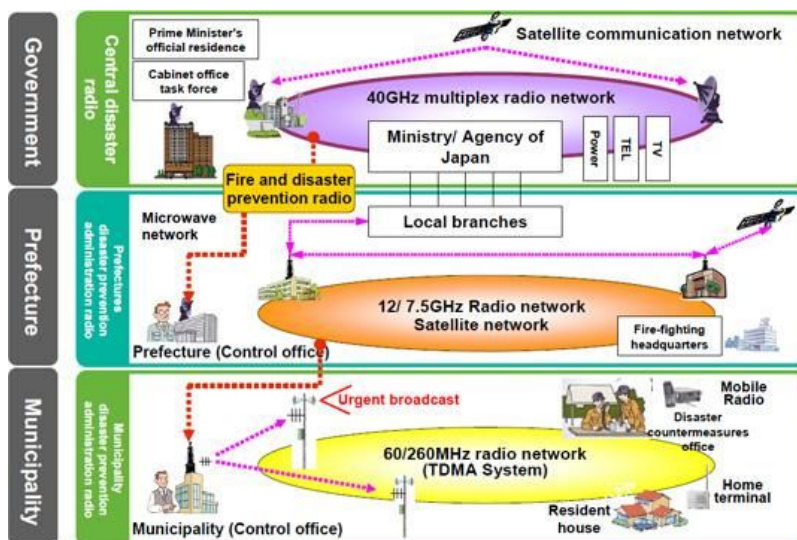 Government
Central disaster
radio
Prime Minister's
official residence
Cabinet office
task force
Satellite communication network
40GHz multiplex radio network
Ministry/ Agency of
Japan
Power
TEL
TV
Fire and disaster
prevention radio
Prefecture
Prefectures
disaster prevention
administration radio
Microwave
network
Local branches
12/ 7.5GHz Radio network
Satellite network
Fire-fighting
headquarters
Prefecture (Control office)
Municipality
Municipality
disaster prevention
administration radio
Urgent broadcast
Mobile
Radio
Disaster
countermeasures
office
60/260MHz radio network
(TDMA System)
Home
terminal
Resident
house
Municipality (Control office)